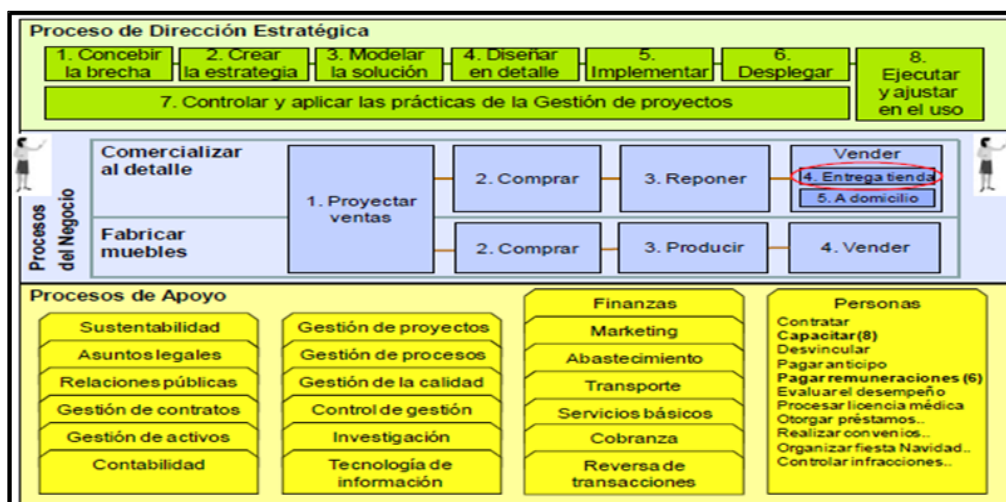 Proceso de Dirección Estratégica
1. Concebir
la brecha
2. Crear
la estrategia
3. Modelar
la solución
4. Diseñar
en detalle
5.
Implementar
6.
Desplegar
8.
Ejecutar
y ajustar
en el uso
7. Controlar y aplicar las prácticas de la Gestión de proyectos
Procesos
del Negocio
Comercializar
al detalle
Fabricar
muebles
1. Proyectar
ventas
2. Comprar
3. Reponer
Vender
4. Entrega tienda
5. A domicilio
2. Comprar
3. Producir
4. Vender
Procesos de Apoyo
Sustentabilidad
Asuntos legales
Relaciones públicas
Gestión de contratos
Gestión de activos
Contabilidad
Gestión de proyectos
Gestión de procesos
Gestión de la calidad
Control de gestión
Investigación
Tecnología de
información
Finanzas
Marketing
Abastecimiento
Transporte
Servicios básicos
Cobranza
Reversa de
transacciones
Personas
Contratar
Capacitar (8)
Desvincular
Pagar anticipo
Pagar remuneraciones (6)
Evaluar el desempeño
Procesar licencia médica
Otorgar préstamos..
Realizar convenios..
Organizar fiesta Navidad..
Controlar infracciones..